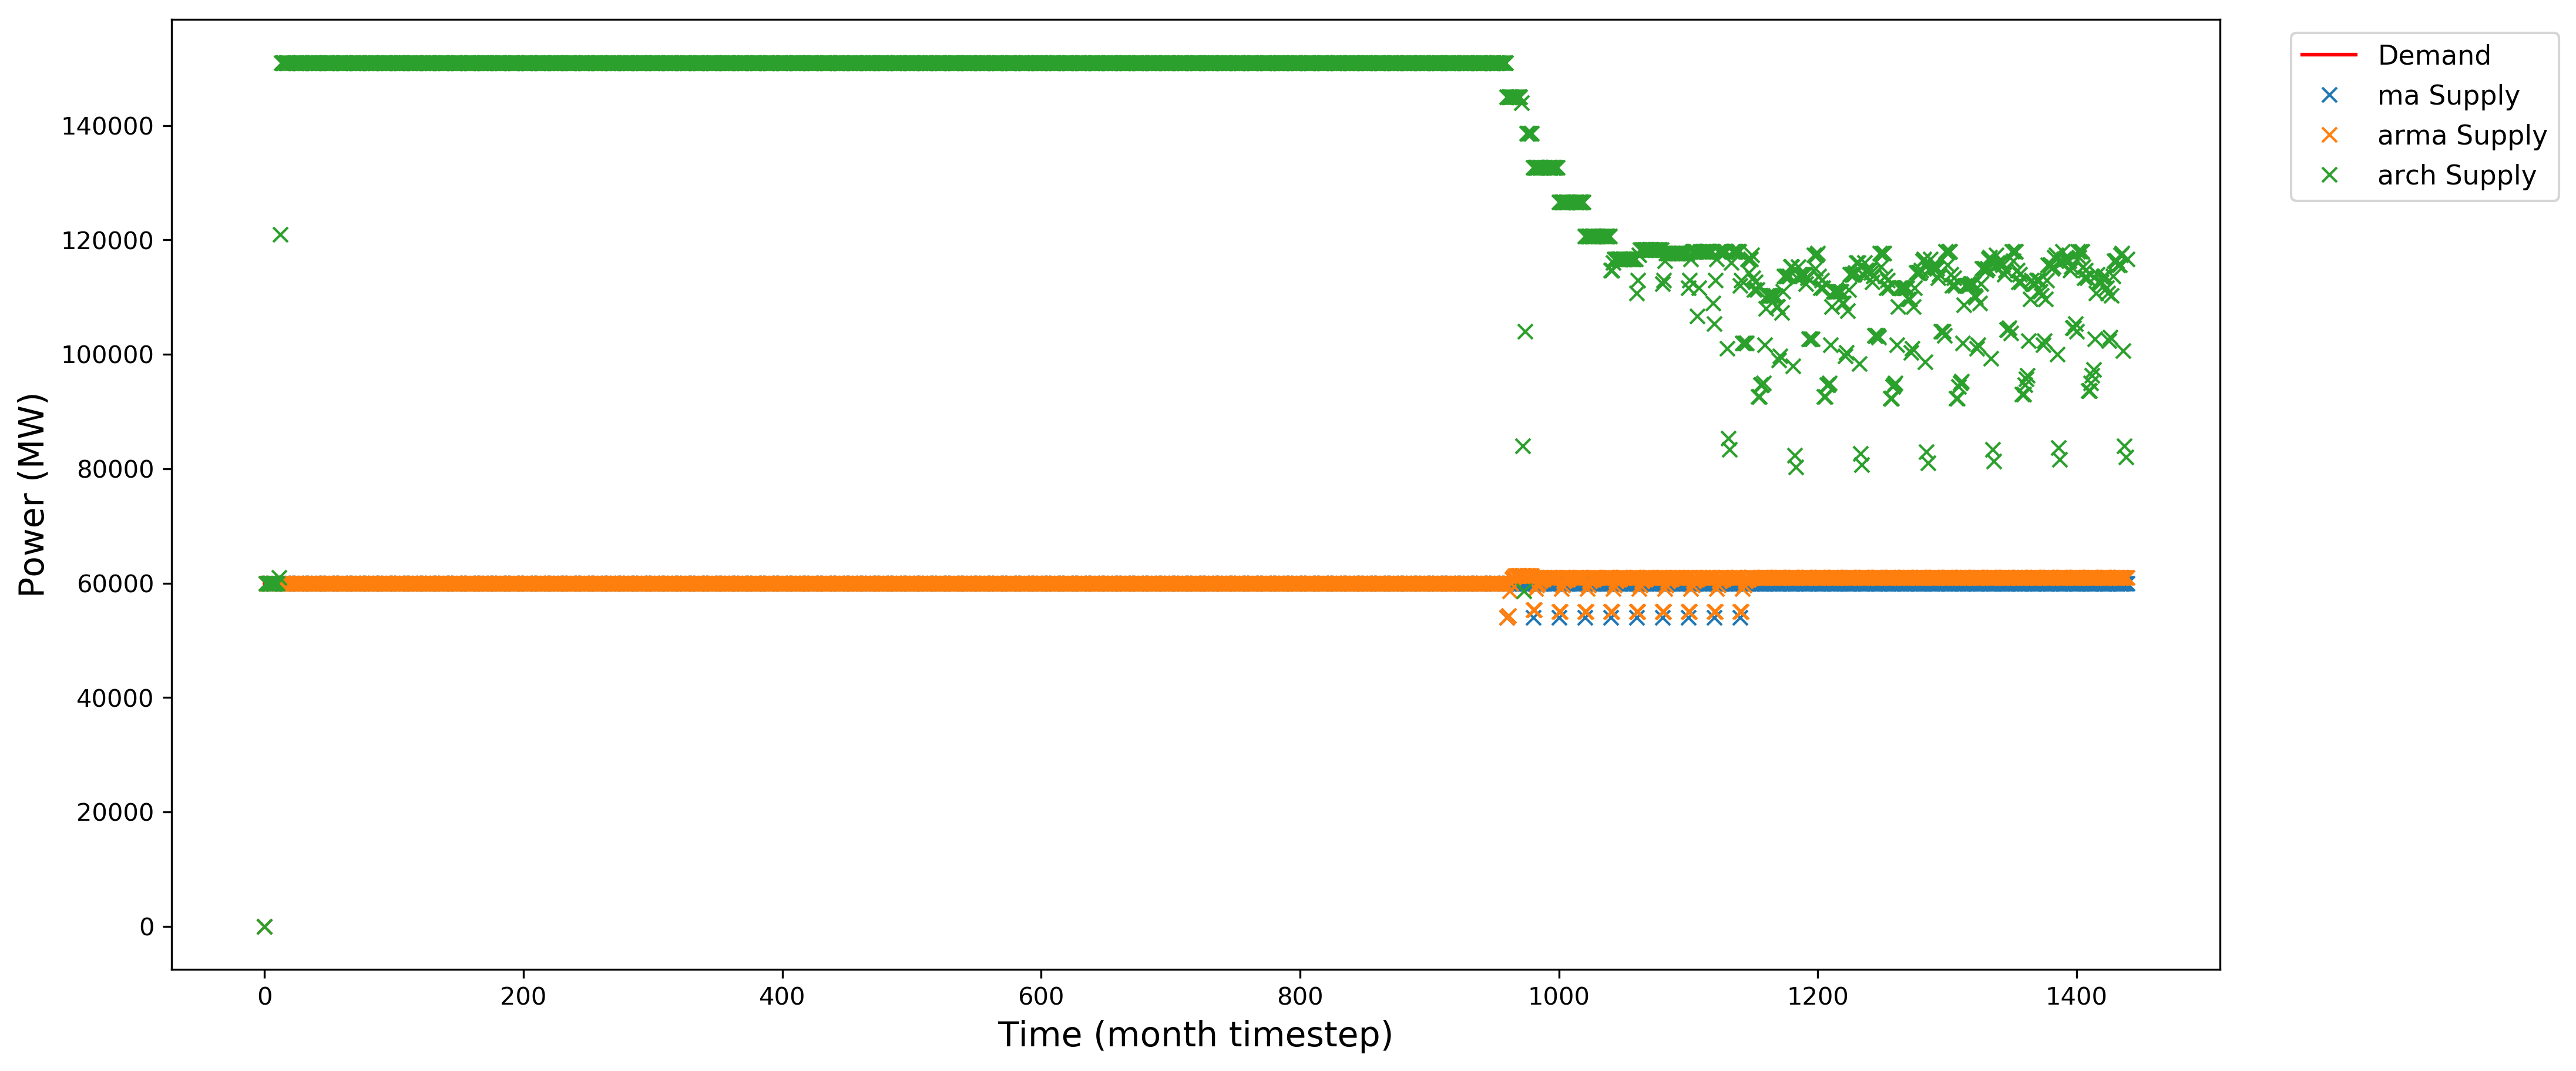 Demand
ma Supply
arma Supply
arch Supply
Power (MW)
140000
120000
100000
80000
60000
40000
20000
0
0 200 400 600 800 1000 1200 1400
Time (month timestep)